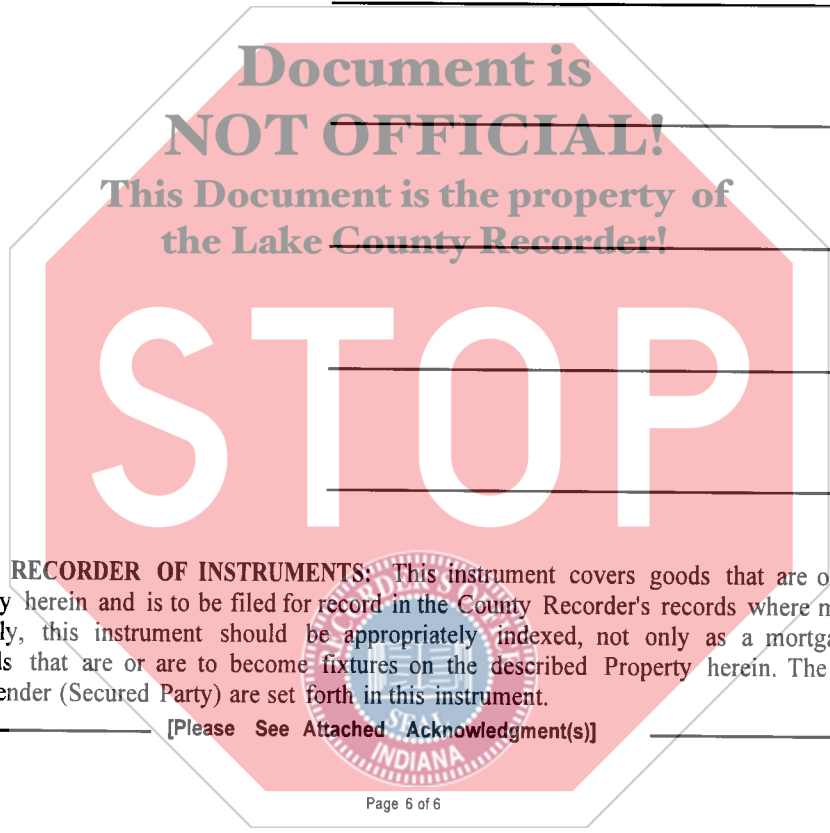 Document is
NOT OFFICIAL!
This Document is the property of
the Lake County Recorder!
STOP
RECORDER OF INSTRUMENTS: This instrument covers goods that are
herein and is to be filed for record in the County Recorder's records where
this instrument should be appropriately indexed, not only as a
that are or are to become fixtures on the described Property herein. The
(Secured Party) are set forth in this instrument.
[Please See Attached Acknowledgment(s)]
SEAL
INDIANA
Page 6 of 6